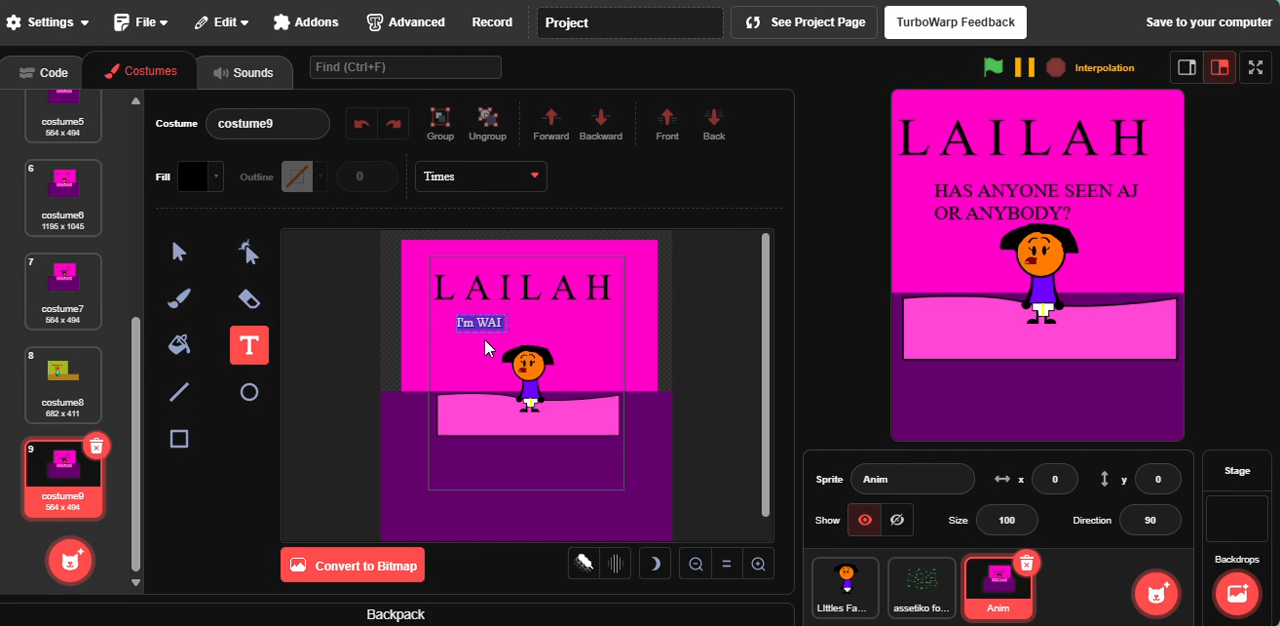 Settings
File
Edit
Addons
Advanced
Record
Project
See Project Page
TurboWarp Feedback
Save to your computer
Code
Costumes
Sounds
Find (Ctrl+F)
Interpolation
costume5
564 x 494
6
costume6
1195 x 1045
7
costume7
564 x 494
8
costume8
682 x 411
9
costume9
564 x 494
Costume
costume9
Group
Ungroup
Forward
Backward
Front
Back
Fill
Outline
0
Times
T
LAILAH
I'm WAI
Convert to Bitmap
Backpack
LAILAH
HAS ANYONE SEEN AJ
OR ANYBODY?
Sprite
Anim
x
0
y
0
Show
Size
100
Direction
90
LIttles Fa...
assetiko fo...
Anim
Stage
Backdrops